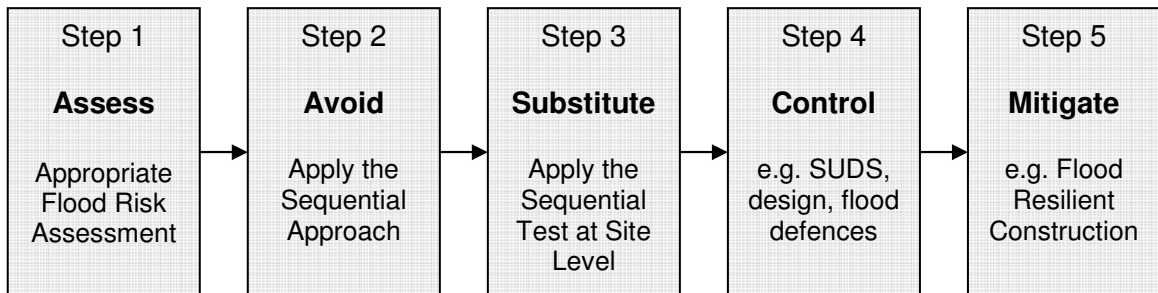 Step 1
Assess
Appropriate
Flood Risk
Assessment
Step 2
Avoid
Apply the
Sequential
Approach
Step 3
Substitute
Apply the
Sequential
Test at Site
Level
Step 4
Control
e.g. SUDS,
design, flood
defences
Step 5
Mitigate
e.g. Flood
Resilient
Construction